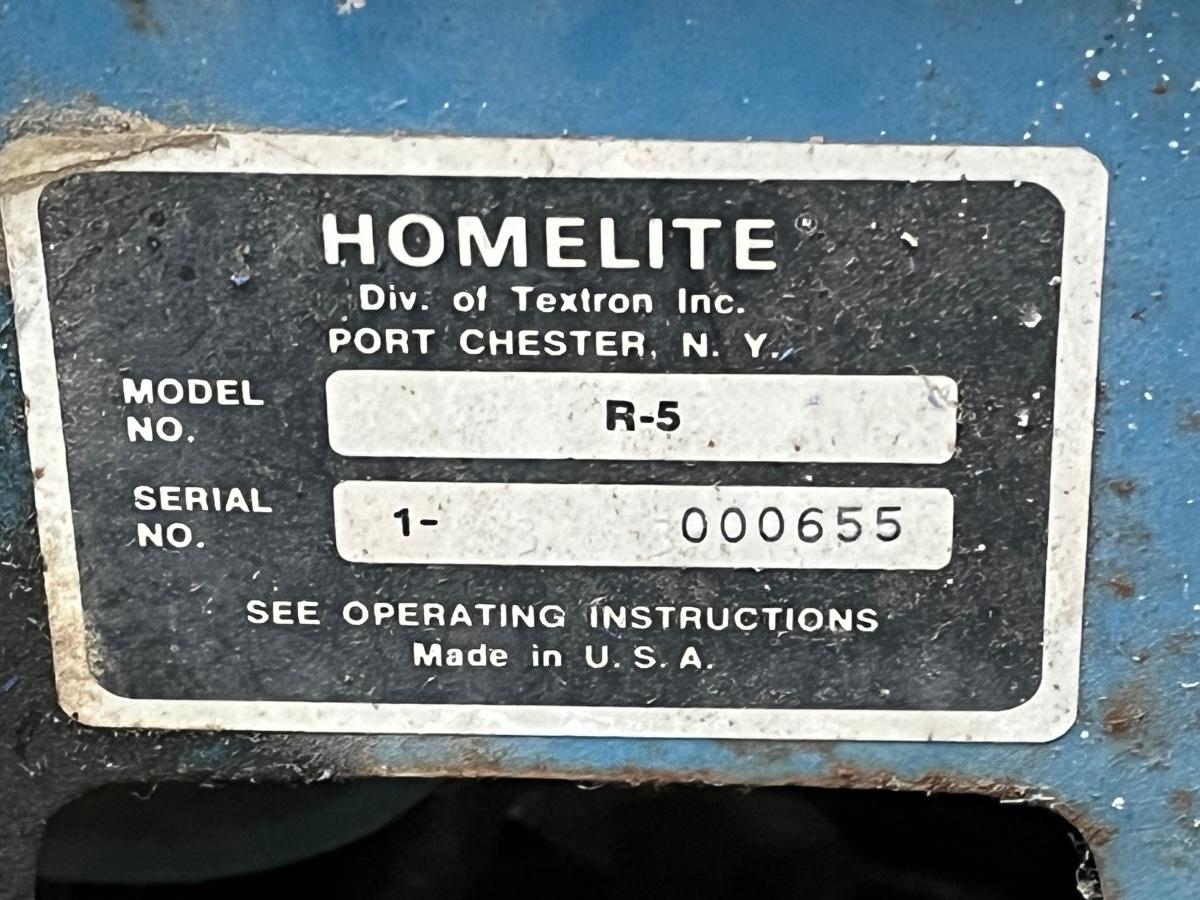 HOMELITE®
Div. of Textron Inc.
PORT CHESTER, N. Y.
MODEL NO. R-5
SERIAL NO. 1- 000655
SEE OPERATING INSTRUCTIONS
Made in U. S. A.